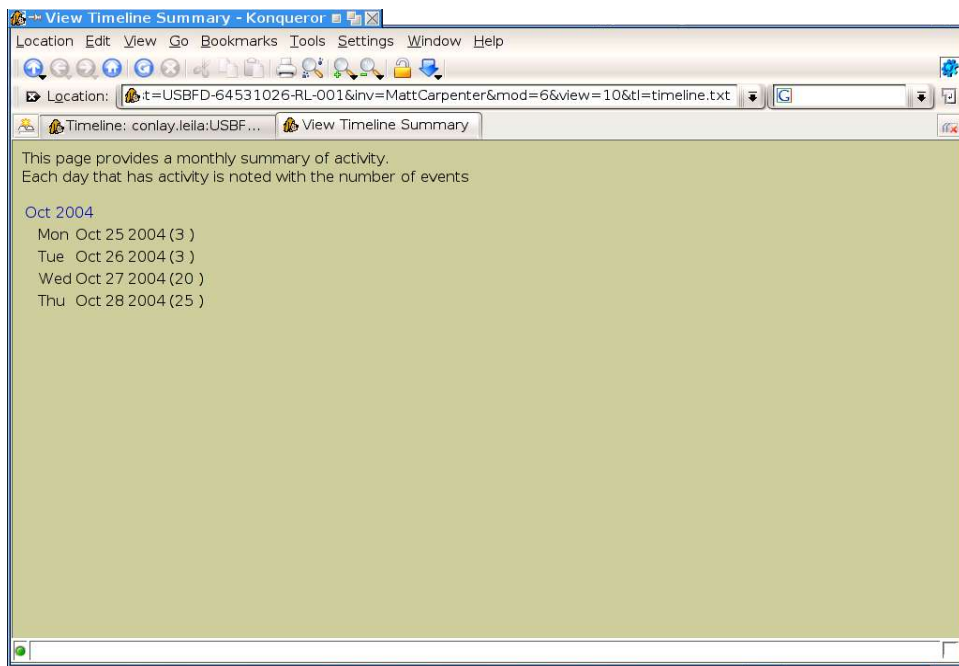 View Timeline Summary - Konqueror
Location Edit View Go Bookmarks Tools Settings Window Help
Location: t=USBFD-64531026-RL-001&inv=MattCarpenter&mod=6&view=10&tl=timeline.txt
Timeline: conlay.leila:USBF... View Timeline Summary
This page provides a monthly summary of activity.
Each day that has activity is noted with the number of events
Oct 2004
Mon Oct 25 2004 (3 )
Tue Oct 26 2004 (3 )
Wed Oct 27 2004 (20 )
Thu Oct 28 2004 (25 )